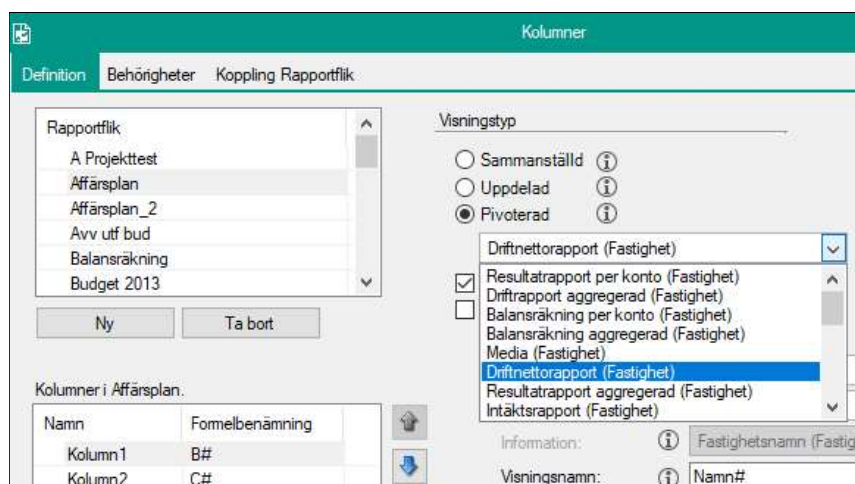 Kolumner
Definition Behörigheter Koppling Rapportflik
Rapportflik
A Projekttest
Affärsplan
Affärsplan_2
Avv utf bud
Balansräkning
Budget 2013
Ny Ta bort
Kolumner i Affärsplan.
Namn Formelbenämning
Kolumn1 B#
Kolumn2 C#
Visningstyp
Sammanställd
Uppdelad
Pivoterad
Driftnettorapport (Fastighet)
Resultatrapport per konto (Fastighet)
Driftrapport aggregerad (Fastighet)
Balansräkning per konto (Fastighet)
Balansräkning aggregerad (Fastighet)
Media (Fastighet)
Driftnettorapport (Fastighet)
Resultatrapport aggregerad (Fastighet)
Intäktsrapport (Fastighet)
Information: Fastighetsnamn (Fastig
Visningsnamn: Namn#